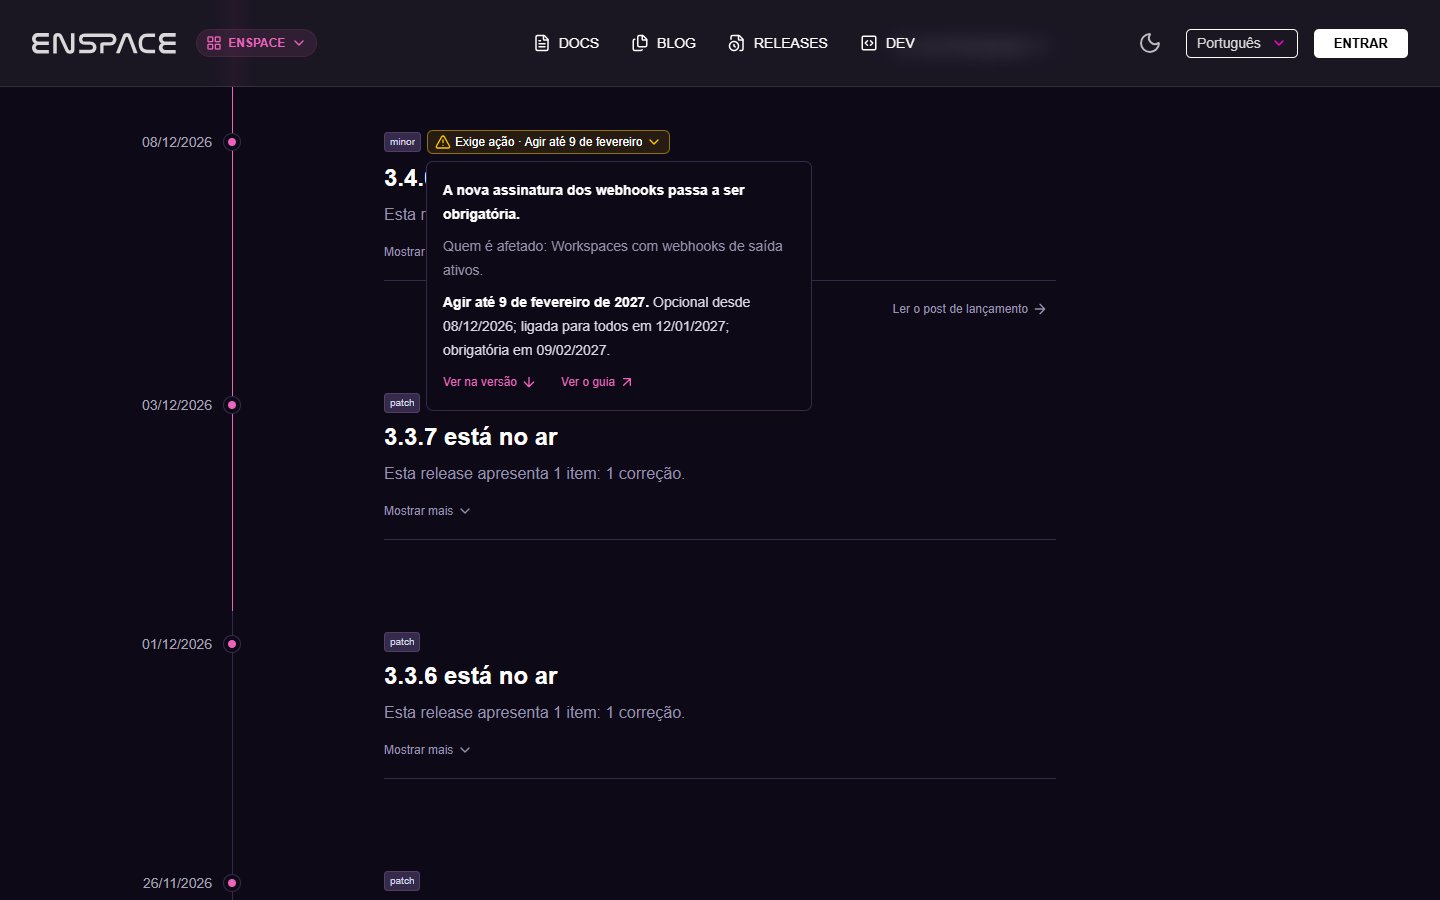 ENSPACE
ENSPACE
DOCS
BLOG
RELEASES
DEV
Português
ENTRAR
08/12/2026
minor
Exige ação · Agir até 9 de fevereiro
3.4.
Esta r
Mostrar
A nova assinatura dos webhooks passa a ser
obrigatória.
Quem é afetado: Workspaces com webhooks de saída
ativos.
Agir até 9 de fevereiro de 2027. Opcional desde
08/12/2026; ligada para todos em 12/01/2027;
obrigatória em 09/02/2027.
Ver na versão
Ver o guia
Ler o post de lançamento
03/12/2026
patch
3.3.7 está no ar
Esta release apresenta 1 item: 1 correção.
Mostrar mais
01/12/2026
patch
3.3.6 está no ar
Esta release apresenta 1 item: 1 correção.
Mostrar mais
26/11/2026
patch